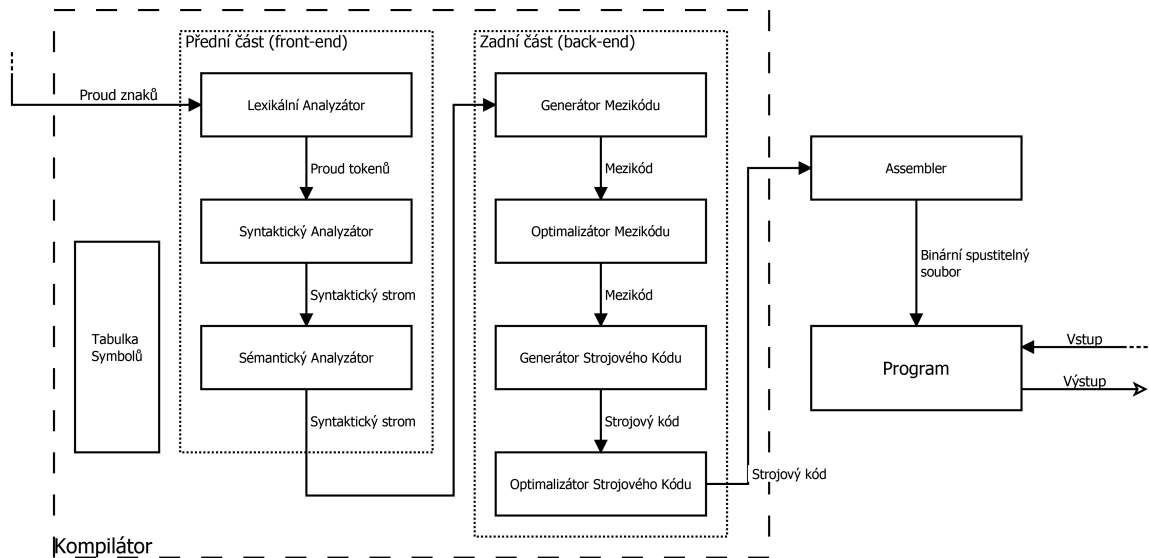 Přední část (front-end)
Zadní část (back-end)
Proud znaků
Lexikální Analyzátor
Generátor Mezikódu
Proud tokenů
Mezikód
Assembler
Syntaktický Analyzátor
Optimalizátor Mezikódu
Binární spustitelný
soubor
Syntaktický strom
Mezikód
Tabulka
Symbolů
Sémantický Analyzátor
Generátor Strojového Kódu
Program
Vstup
Výstup
Syntaktický strom
Strojový kód
Optimalizátor Strojového Kódu
Strojový kód
Kompilátor